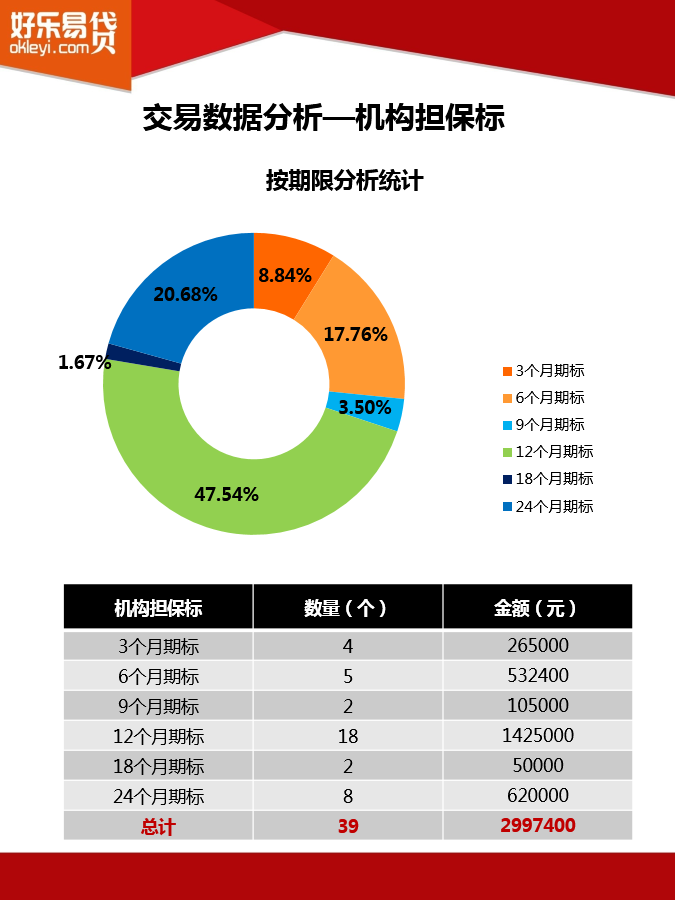 好乐易贷
okleyi.com
交易数据分析—机构担保标
按期限分析统计
8.84%
20.68%
17.76%
1.67%
3.50%
47.54%
3个月期标
6个月期标
9个月期标
12个月期标
18个月期标
24个月期标
机构担保标 数量（个） 金额（元）
3个月期标 4 265000
6个月期标 5 532400
9个月期标 2 105000
12个月期标 18 1425000
18个月期标 2 50000
24个月期标 8 620000
总计 39 2997400